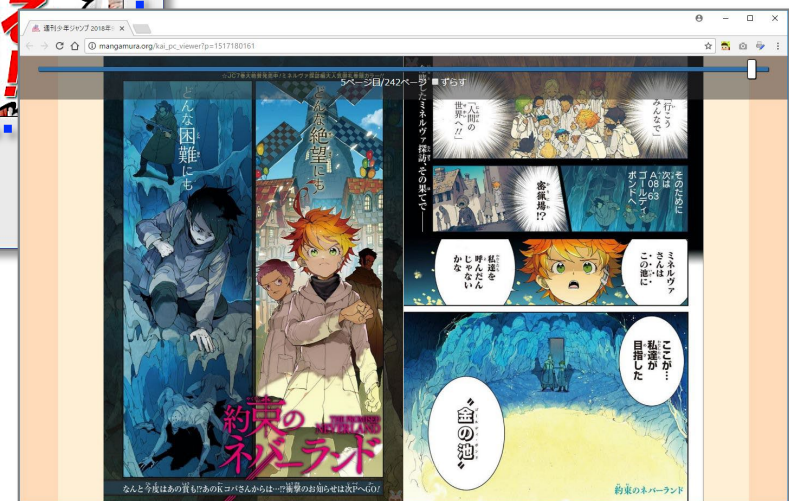 週刊少年ジャンプ 2018年
mangamura.org/kai_pc_viewer?p=1517180161
5ページ目/242ページ ■ずらす
「行こう
みんなで」
「人間の
世界へ!!」
したミネルヴァ探訪、その果てで——
そのために
次は
A08-63
ゴールディ・
ポンドへ
密猟場!?
ミネルヴァ
さんは
この池に
私達を
呼んだん
じゃない
かな
ここが…
私達が
目指した
“金の池”
約束のネバーランド
どんな絶望にも
どんな困難にも
約束の
ネバーランド
THE PROMISED
NEVERLAND
なんと今度はあの賞も!?あのKコバさんからは…!?衝撃のお知らせは次PへGO!